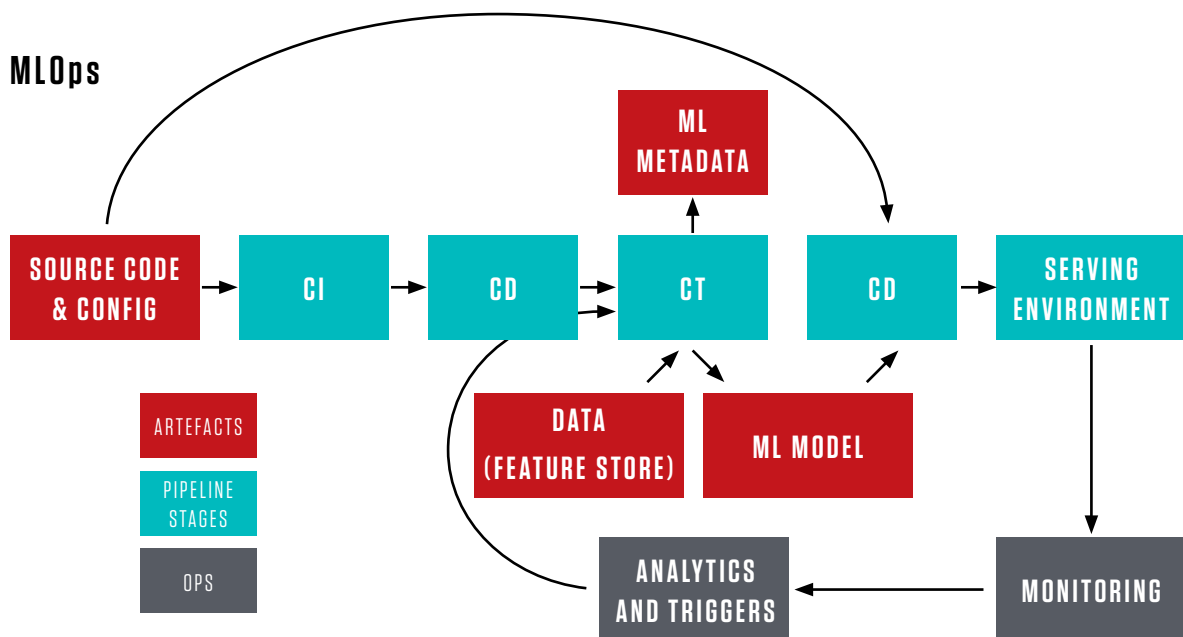 MLOps
ML
METADATA
SOURCE CODE
& CONFIG
CI
CD
CT
CD
SERVING
ENVIRONMENT
ARTEFACTS
DATA
(FEATURE STORE)
ML MODEL
PIPELINE
STAGES
OPS
ANALYTICS
AND TRIGGERS
MONITORING